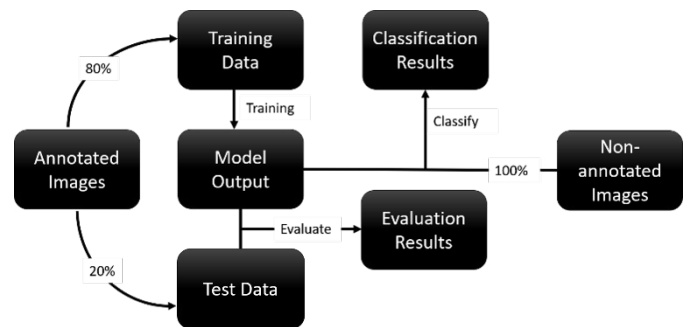 Training
Data
Classification
Results
80%
Training
Classify
Annotated
Images
Model
Output
100%
Non-
annotated
Images
Evaluate
Evaluation
Results
20%
Test Data